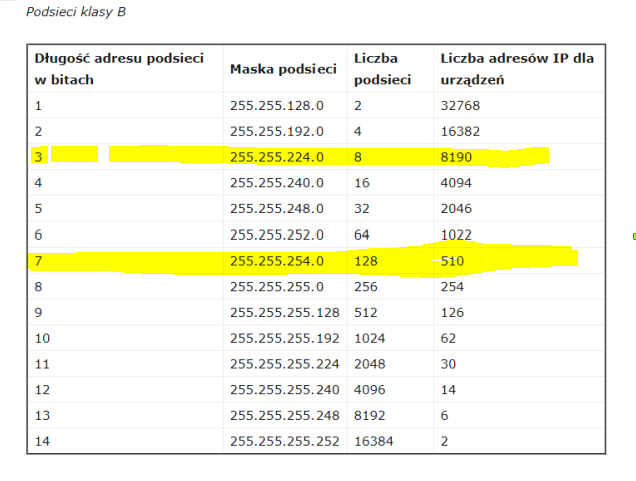 Podsieci klasy B
Długość adresu podsieci w bitach Maska podsieci Liczba podsieci Liczba adresów IP dla urządzeń
1 255.255.128.0 2 32768
2 255.255.192.0 4 16382
3 255.255.224.0 8 8190
4 255.255.240.0 16 4094
5 255.255.248.0 32 2046
6 255.255.252.0 64 1022
7 255.255.254.0 128 510
8 255.255.255.0 256 254
9 255.255.255.128 512 126
10 255.255.255.192 1024 62
11 255.255.255.224 2048 30
12 255.255.255.240 4096 14
13 255.255.255.248 8192 6
14 255.255.255.252 16384 2